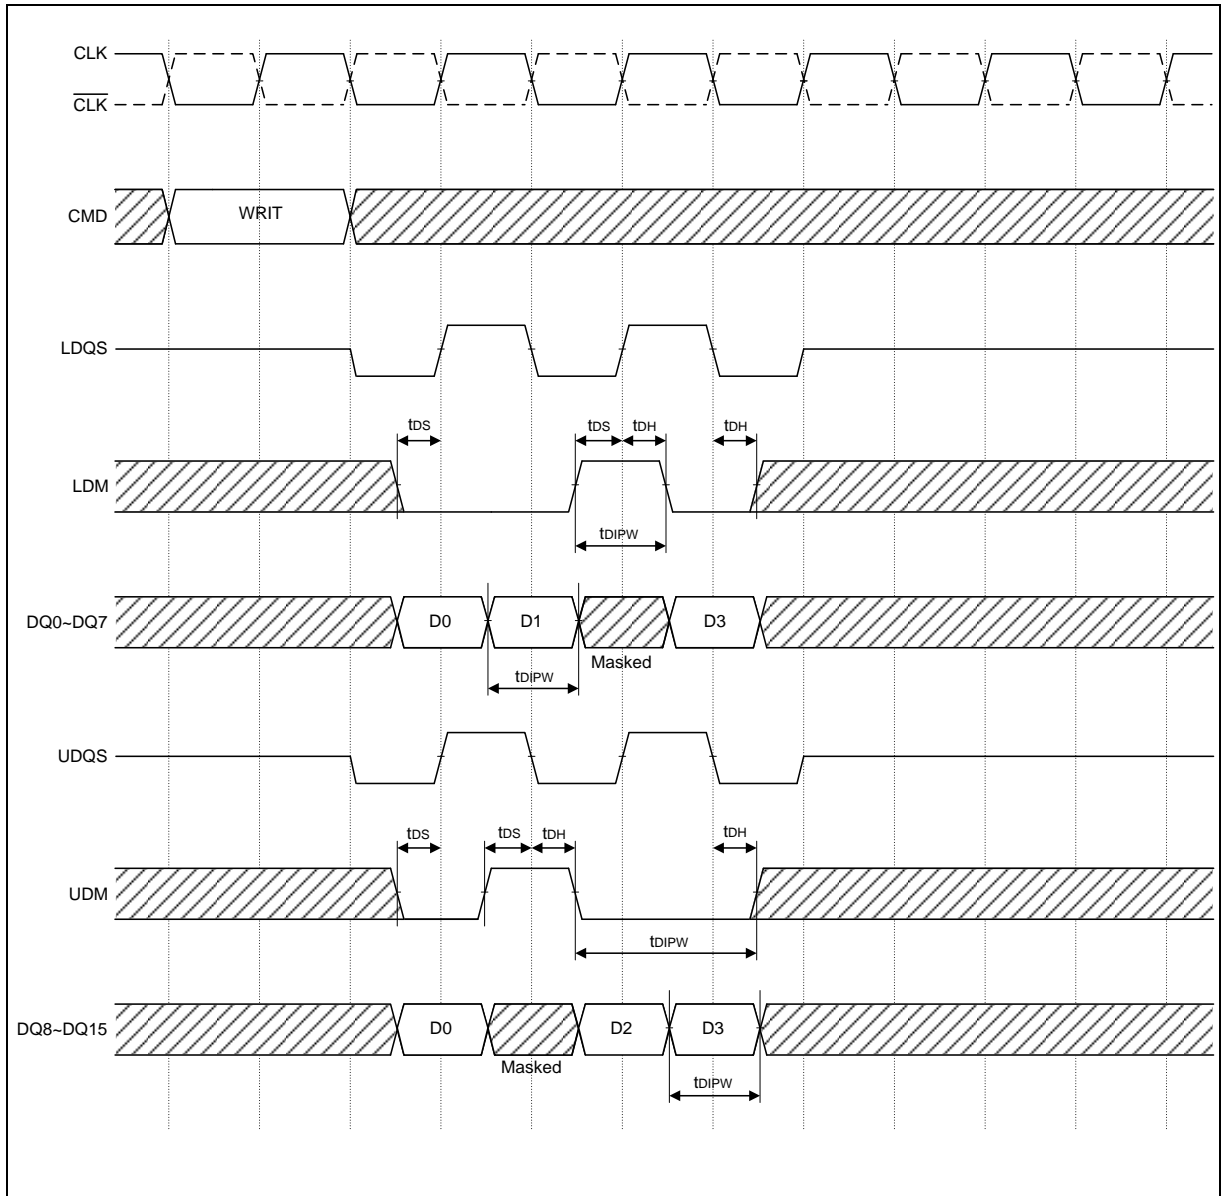 CLK
CLK
CMD
WRIT
LDQS
tDS
tDS
tDH
tDH
LDM
tDIPW
DQ0~DQ7
D0
D1
D3
Masked
tDIPW
UDQS
tDS
tDS
tDH
tDH
UDM
tDIPW
DQ8~DQ15
D0
D2
D3
Masked
tDIPW